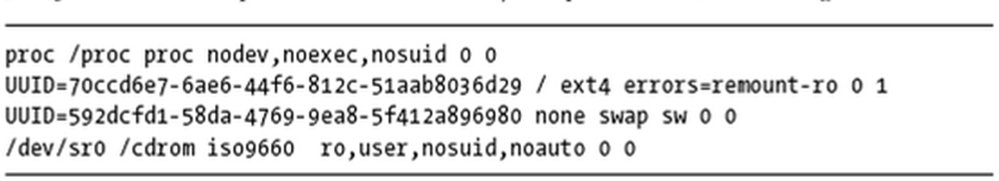 proc /proc proc nodev,noexec,nosuid 0 0
UUID=70ccd6e7-6ae6-44f6-812c-51aab8036d29 / ext4 errors=remount-ro 0 1
UUID=592dcfd1-58da-4769-9ea8-5f412a896980 none swap sw 0 0
/dev/sr0 /cdrom iso9660  ro,user,nosuid,noauto 0 0